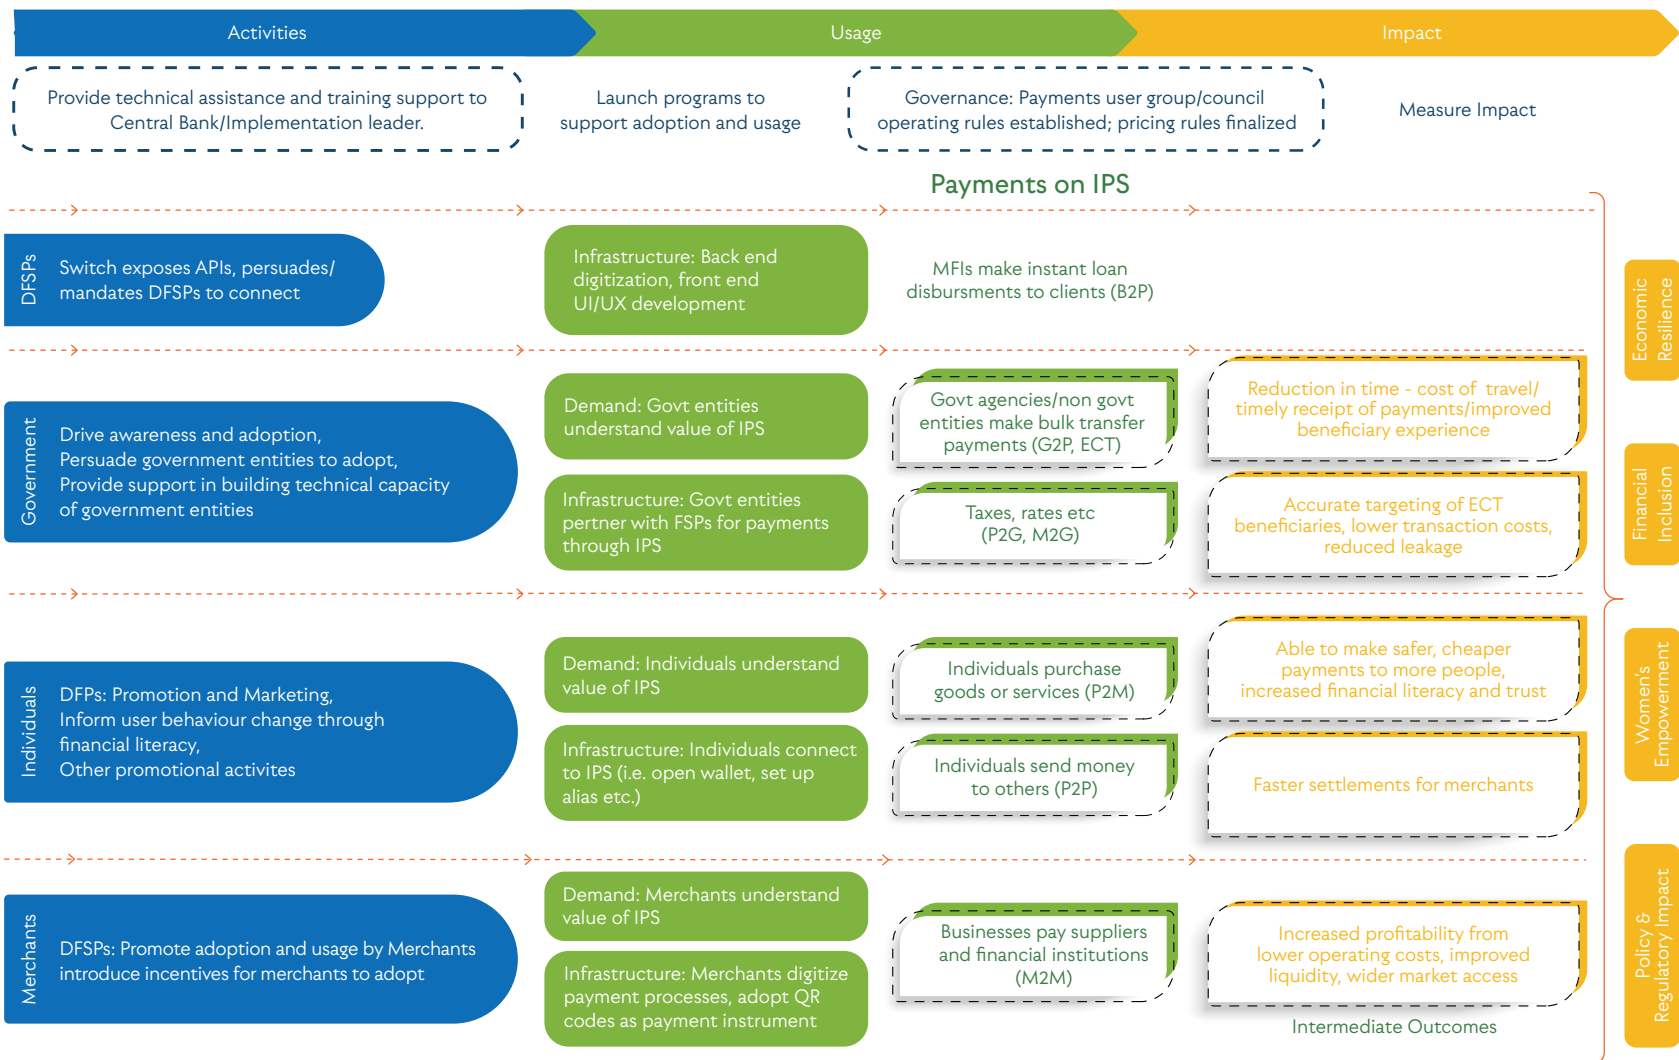 Activities
Usage
Impact
Provide technical assistance and training support to
Central Bank/Implementation leader.
Launch programs to
support adoption and usage
Governance: Payments user group/council
operating rules established; pricing rules finalized
Measure Impact
Payments on IPS
DFSPs
Switch exposes APIs, persuades/
mandates DFSPs to connect
Infrastructure: Back end
digitization, front end
UI/UX development
MFIs make instant loan
disbursments to clients (B2P)
Government
Drive awareness and adoption,
Persuade government entities to adopt,
Provide support in building technical capacity
of government entities
Demand: Govt entities
understand value of IPS
Infrastructure: Govt entities
pertner with FSPs for payments
through IPS
Govt agencies/non govt
entities make bulk transfer
payments (G2P, ECT)
Taxes, rates etc
(P2G, M2G)
Reduction in time - cost of travel/
timely receipt of payments/improved
beneficiary experience
Accurate targeting of ECT
beneficiaries, lower transaction costs,
reduced leakage
Individuals
DFPs: Promotion and Marketing,
Inform user behaviour change through
financial literacy,
Other promotional activites
Demand: Individuals understand
value of IPS
Infrastructure: Individuals connect
to IPS (i.e. open wallet, set up
alias etc.)
Individuals purchase
goods or services (P2M)
Individuals send money
to others (P2P)
Able to make safer, cheaper
payments to more people,
increased financial literacy and trust
Faster settlements for merchants
Merchants
DFSPs: Promote adoption and usage by Merchants
introduce incentives for merchants to adopt
Demand: Merchants understand
value of IPS
Infrastructure: Merchants digitize
payment processes, adopt QR
codes as payment instrument
Businesses pay suppliers
and financial institutions
(M2M)
Increased profitability from
lower operating costs, improved
liquidity, wider market access
Intermediate Outcomes
Economic
Resilience
Financial
Inclusion
Women's
Empowerment
Policy &
Regulatory Impact